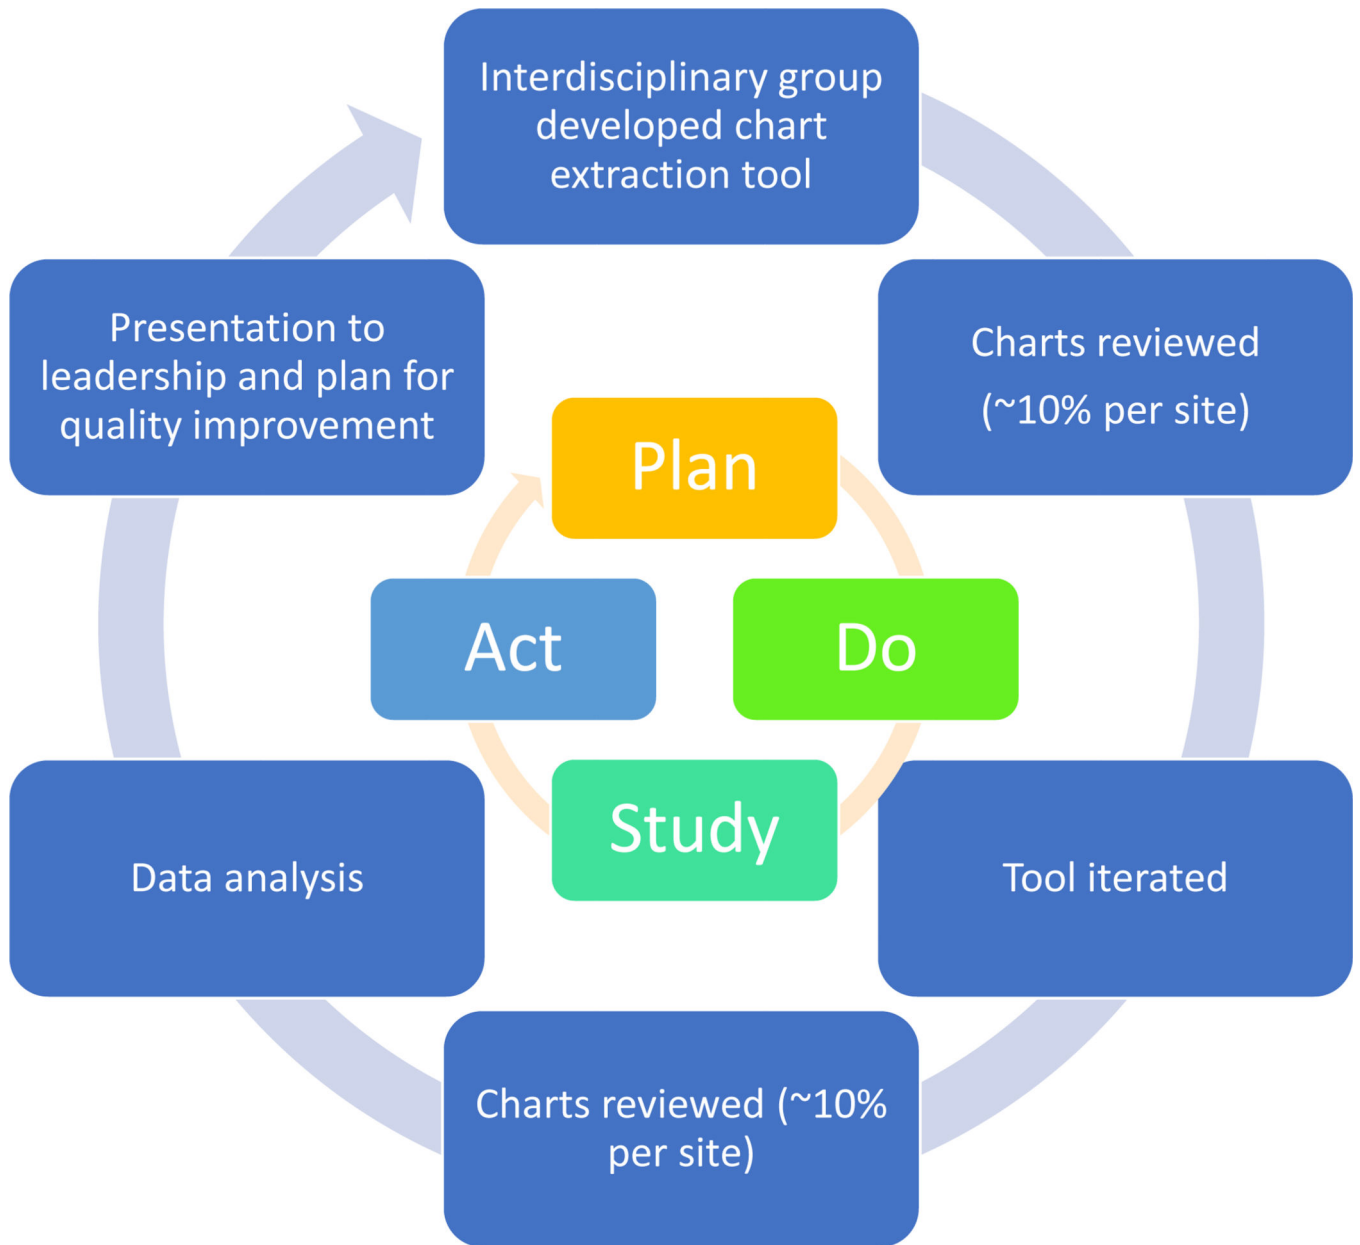 Interdisciplinary group
developed chart
extraction tool
Charts reviewed
(~10% per site)
Tool iterated
Charts reviewed (~10%
per site)
Data analysis
Presentation to
leadership and plan for
quality improvement
Plan
Do
Study
Act